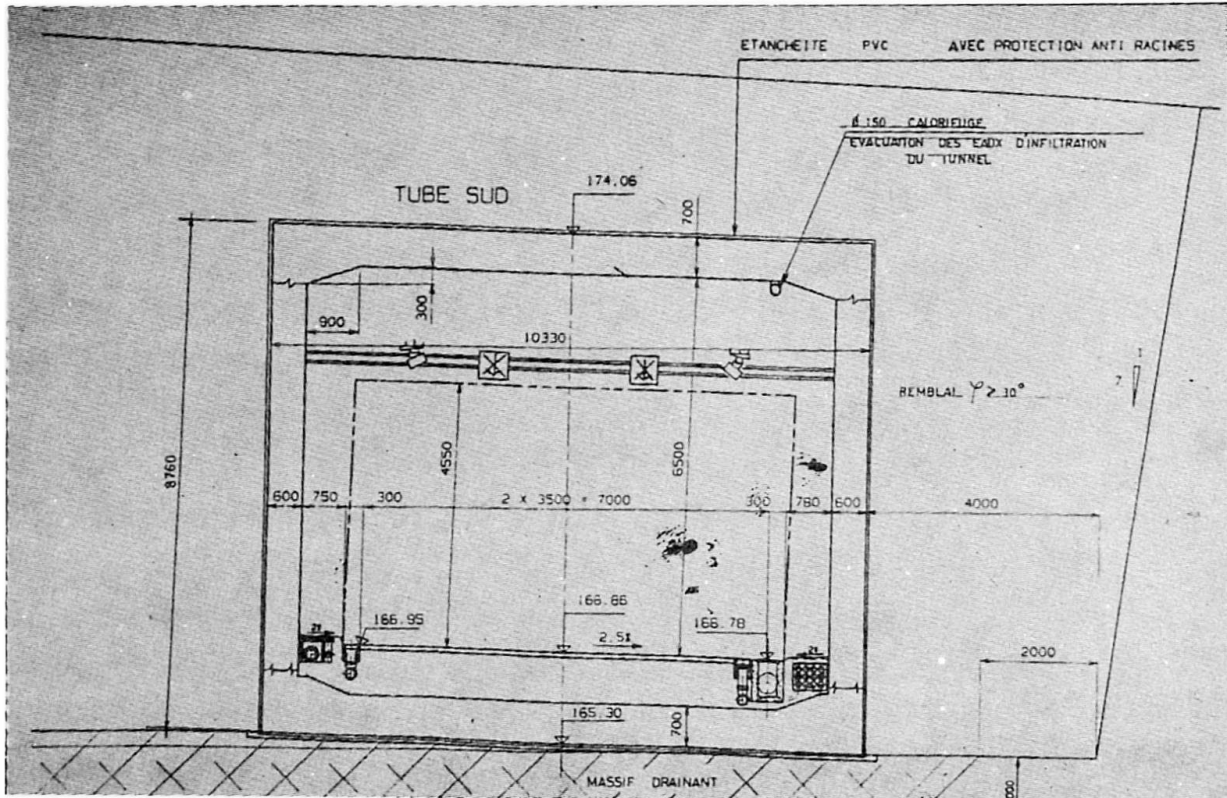 ETANCHEITE PVC AVEC PROTECTION ANTI RACINES
Ø 150 CALORIFUGE
EVACUATION DES EAUX D'INFILTRATION
DU TUNNEL
TUBE SUD
174.06
700
300
900
10330
REMBLAI φ ≥ 30°
1
8760
4550
6500
600 750 300 2 X 3500 = 7000 300 780 600 4000
166.95
166.86
166.78
2.5%
2000
165.30
700
MASSIF DRAINANT